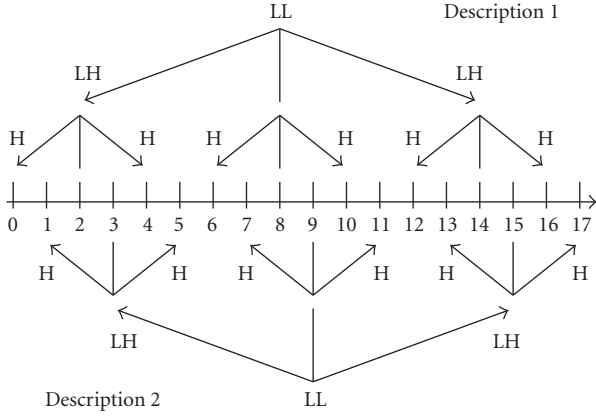 LL Description 1
LH LH
H H H H H H
0 1 2 3 4 5 6 7 8 9 10 11 12 13 14 15 16 17
H H H H H H
LH LH
Description 2 LL